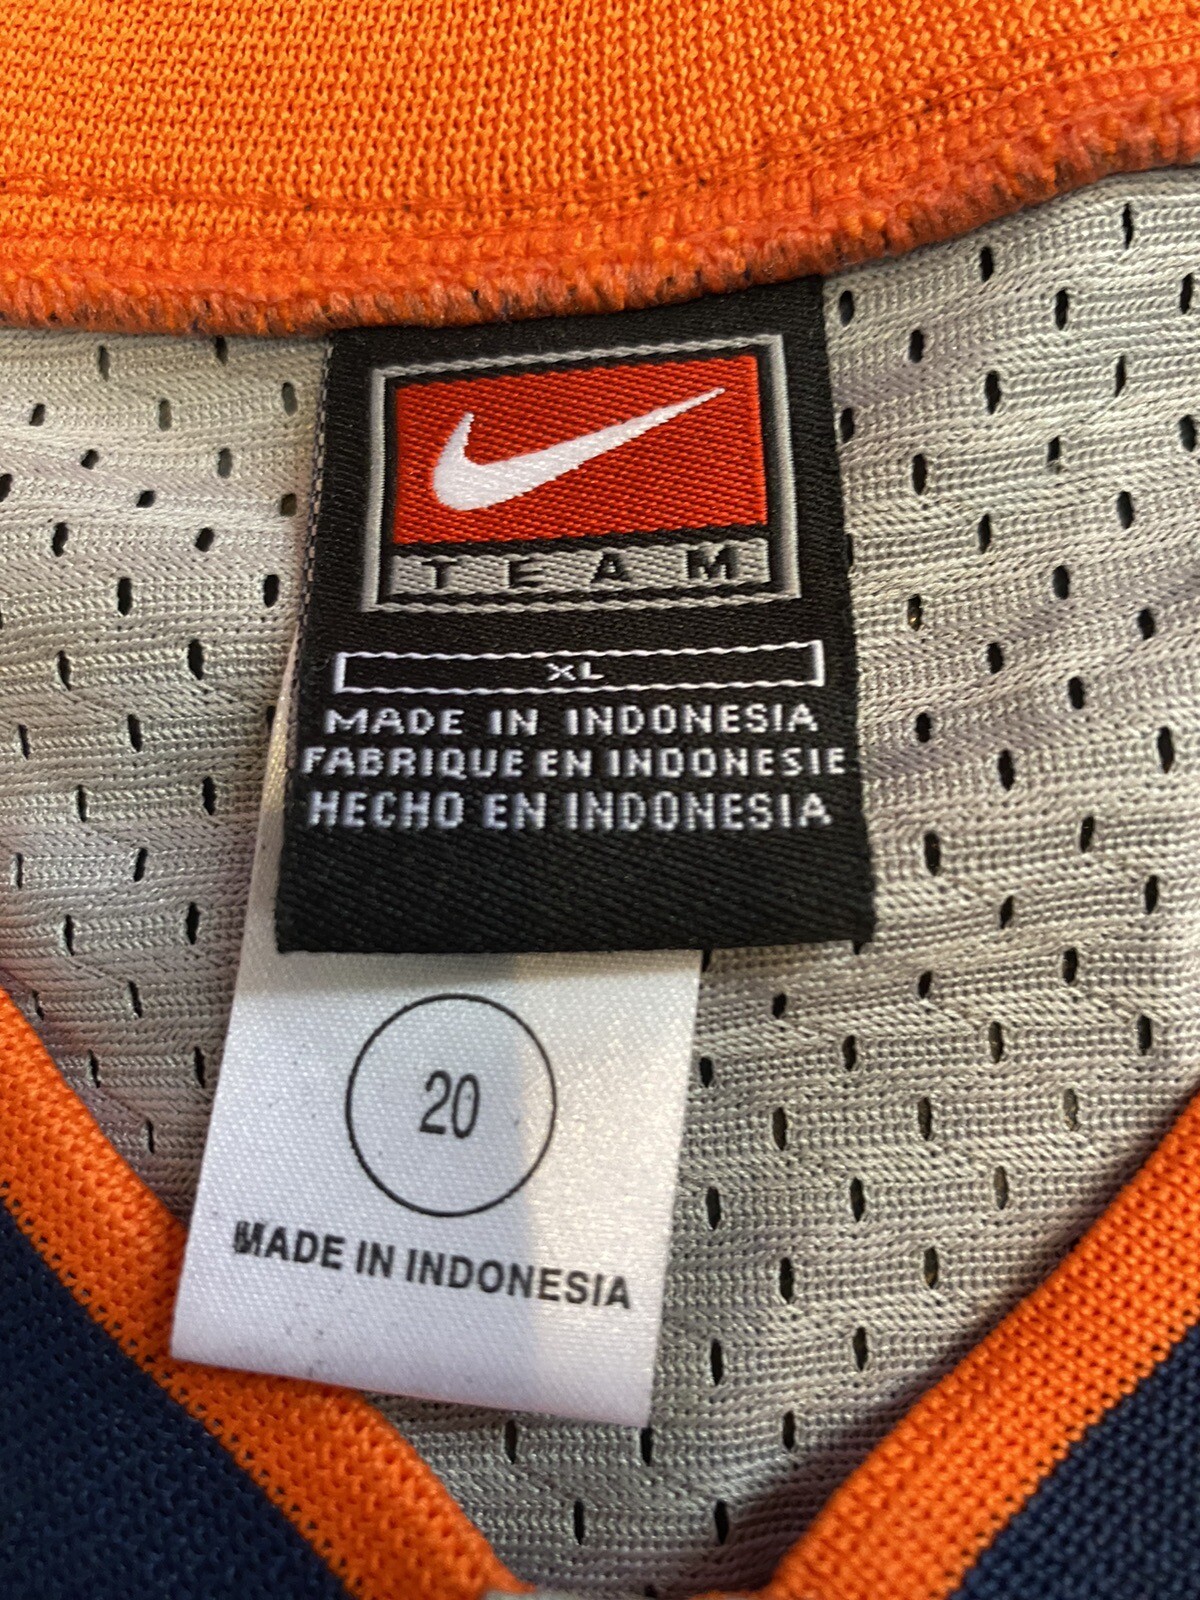 TEAM
XL
MADE IN INDONESIA
FABRIQUE EN INDONESIE
HECHO EN INDONESIA
20
MADE IN INDONESIA